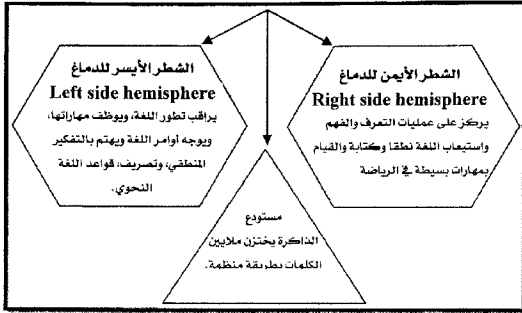 الشطر الأيمن للدماغ
Right side hemisphere
يركز على عمليات التعرف والفهم
واستيعاب اللغة نطقا وكتابة والقيام
بمهارات بسيطة في الرياضة
الشطر الأيسر للدماغ
Left side hemisphere
يراقب تطور اللغة، ويوظف مهاراتها،
ويوجه أوامر اللغة ويهتم بالتفكير
المنطقي، وتصريف، قواعد اللغة
النحوي.
مستودع
الذاكرة يختزن ملايين
الكلمات بطريقة منظمة.